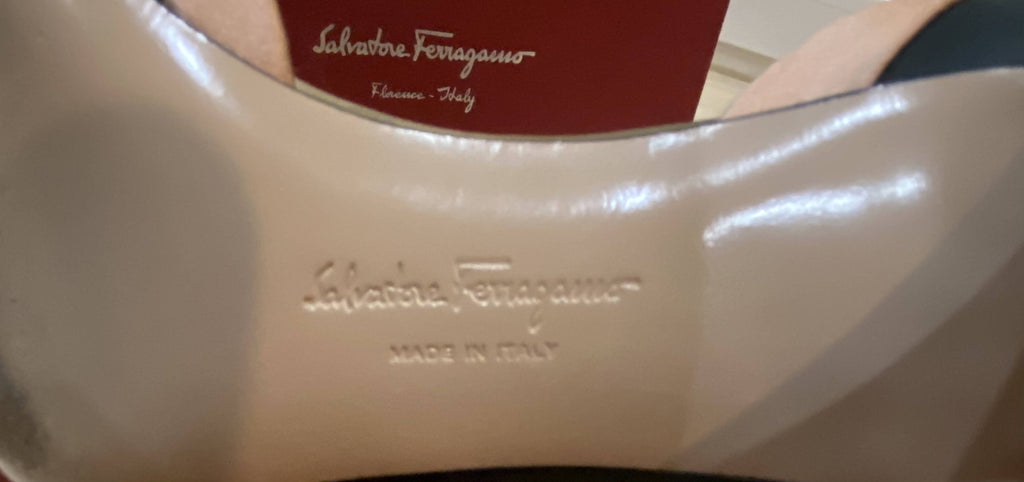 Salvatore Ferragamo
Florence - Italy
Salvatore Ferragamo
MADE IN ITALY